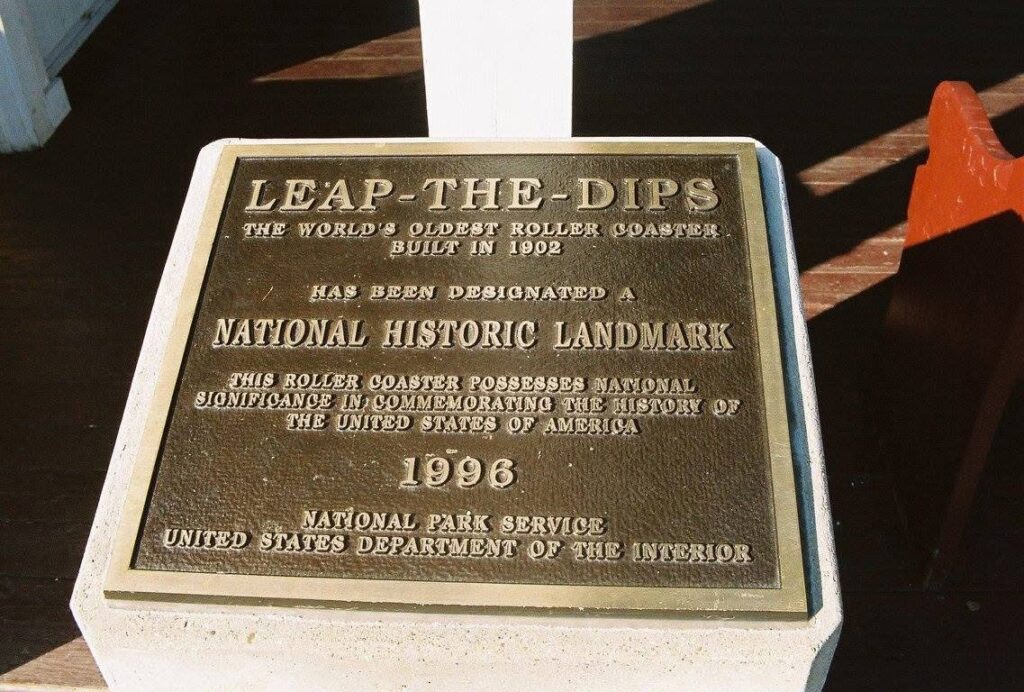 LEAP-THE-DIPS
THE WORLD'S OLDEST ROLLER COASTER
BUILT IN 1902
HAS BEEN DESIGNATED A
NATIONAL HISTORIC LANDMARK
THIS ROLLER COASTER POSSESSES NATIONAL
SIGNIFICANCE IN COMMEMORATING THE HISTORY OF
THE UNITED STATES OF AMERICA
1996
NATIONAL PARK SERVICE
UNITED STATES DEPARTMENT OF THE INTERIOR